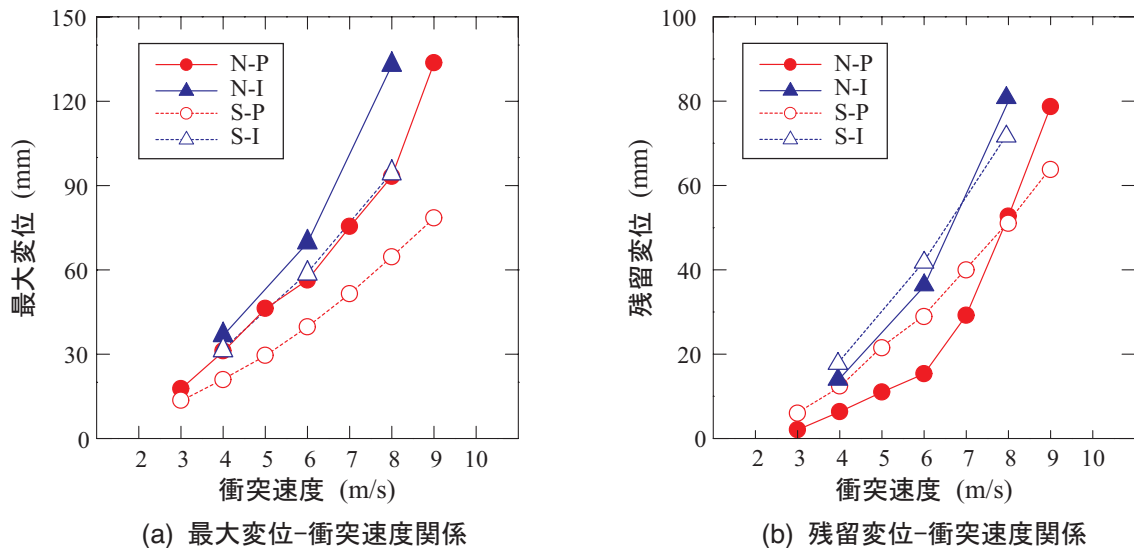 150
120
90
60
30
0
最大変位 (mm)
N-P
N-I
S-P
S-I
2 3 4 5 6 7 8 9 10
衝突速度 (m/s)
(a) 最大変位-衝突速度関係
100
80
60
40
20
0
残留変位 (mm)
N-P
N-I
S-P
S-I
2 3 4 5 6 7 8 9 10
衝突速度 (m/s)
(b) 残留変位-衝突速度関係